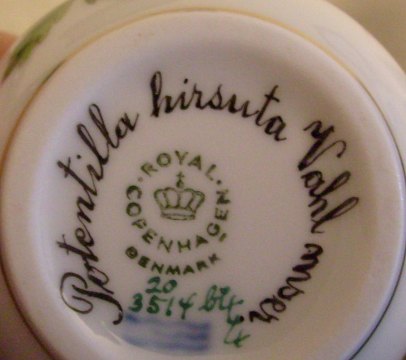 Potentilla hirsuta Vahl
ROYAL
COPENHAGEN
DENMARK
20
3514